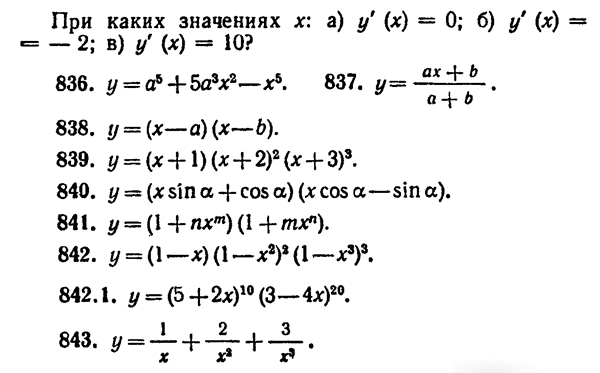 При каких значениях x: а) y′ (x) = 0; б) y′ (x) =
= — 2; в) y′ (x) = 10?
836. y = a⁵ + 5a³x² — x⁵. 837. y = (ax + b)/(a + b).
838. y = (x — a) (x — b).
839. y = (x + 1) (x + 2)² (x + 3)³.
840. y = (x sin α + cos α) (x cos α — sin α).
841. y = (1 + nxᵐ) (1 + mxⁿ).
842. y = (1 — x) (1 — x²)² (1 — x³)³.
842.1. y = (5 + 2x)¹⁰ (3 — 4x)²⁰.
843. y = 1/x + 2/x² + 3/x³.